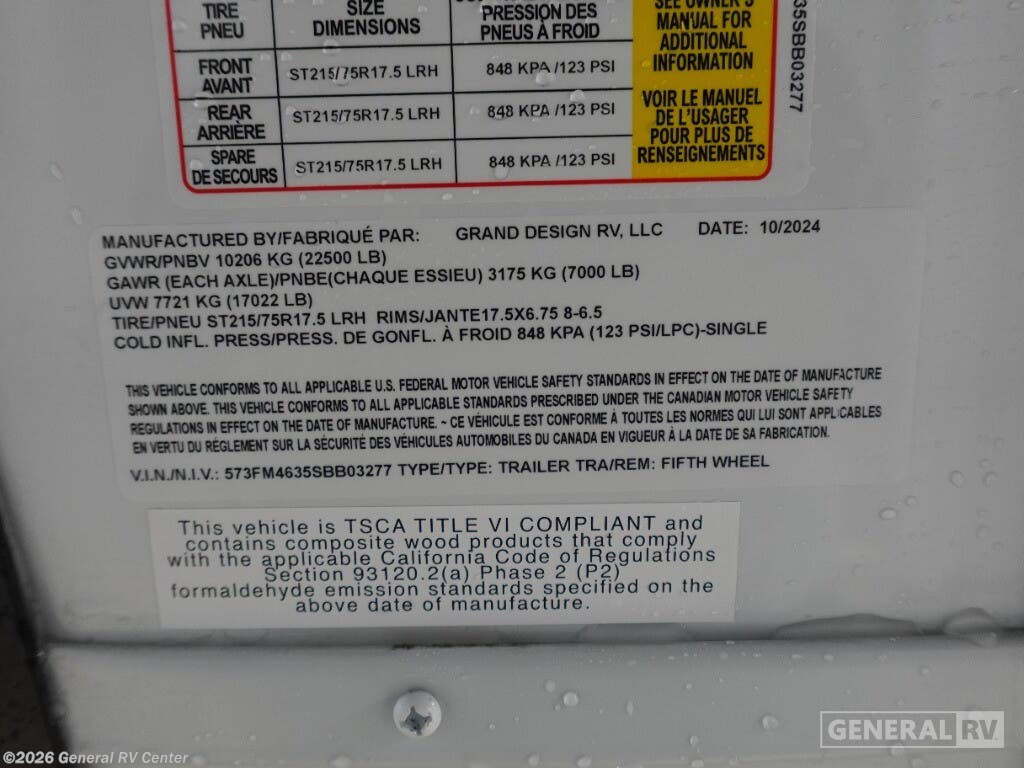 TIRE
PNEU
SIZE
DIMENSIONS
PRESSION DES
PNEUS À FROID
SEE OWNER'S
MANUAL FOR
ADDITIONAL
INFORMATION
FRONT
AVANT
ST215/75R17.5 LRH
848 KPA /123 PSI
REAR
ARRIÈRE
ST215/75R17.5 LRH
848 KPA /123 PSI
SPARE
DE SECOURS
ST215/75R17.5 LRH
848 KPA /123 PSI
VOIR LE MANUEL
DE L'USAGER
POUR PLUS DE
RENSEIGNEMENTS
35SBB03277
MANUFACTURED BY/FABRIQUÉ PAR: GRAND DESIGN RV, LLC DATE: 10/2024
GVWR/PNBV 10206 KG (22500 LB)
GAWR (EACH AXLE)/PNBE(CHAQUE ESSIEU) 3175 KG (7000 LB)
UVW 7721 KG (17022 LB)
TIRE/PNEU ST215/75R17.5 LRH RIMS/JANTE17.5X6.75 8-6.5
COLD INFL. PRESS/PRESS. DE GONFL. À FROID 848 KPA (123 PSI/LPC)-SINGLE
THIS VEHICLE CONFORMS TO ALL APPLICABLE U.S. FEDERAL MOTOR VEHICLE SAFETY STANDARDS IN EFFECT ON THE DATE OF MANUFACTURE
SHOWN ABOVE. THIS VEHICLE CONFORMS TO ALL APPLICABLE STANDARDS PRESCRIBED UNDER THE CANADIAN MOTOR VEHICLE SAFETY
REGULATIONS IN EFFECT ON THE DATE OF MANUFACTURE. ~ CE VÉHICULE EST CONFORME À TOUTES LES NORMES QUI LUI SONT APPLICABLES
EN VERTU DU RÉGLEMENT SUR LA SÉCURITÉ DES VÉHICULES AUTOMOBILES DU CANADA EN VIGUEUR À LA DATE DE SA FABRICATION.
V.I.N./N.I.V.: 573FM4635SBB03277 TYPE/TYPE: TRAILER TRA/REM: FIFTH WHEEL
This vehicle is TSCA TITLE VI COMPLIANT and
contains composite wood products that comply
with the applicable California Code of Regulations
Section 93120.2(a) Phase 2 (P2)
formaldehyde emission standards specified on the
above date of manufacture.
GENERAL RV
©2026 General RV Center